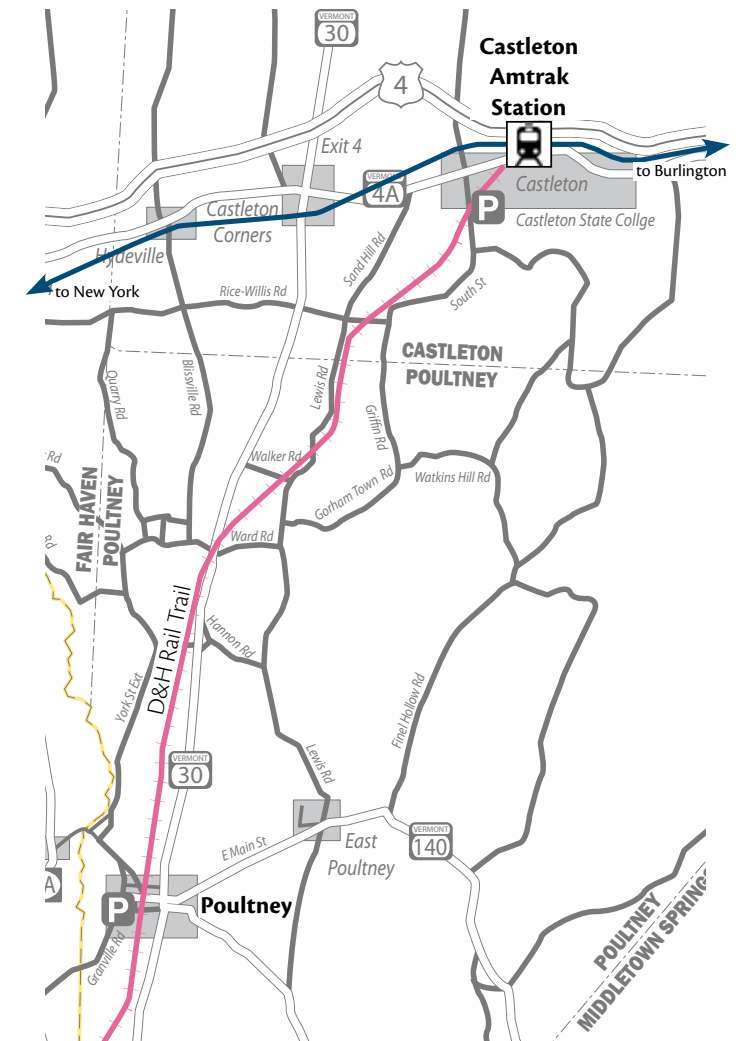 VERMONT
30
Castleton
Amtrak
Station
4
Exit 4
VERMONT
4A
to Burlington
Castleton
P
Castleton State Collge
Castleton
Corners
Hydeville
Sand Hill Rd
to New York
Rice-Willis Rd
South St
CASTLETON
POULTNEY
Quarry Rd
Blissville Rd
Lewis Rd
Griffin Rd
Walker Rd
Rd
Gorham Town Rd
Watkins Hill Rd
FAIR HAVEN
POULTNEY
Ward Rd
Rd
D&H Rail Trail
Hannon Rd
York St Ext
Finel Hollow Rd
Lewis Rd
VERMONT
30
E Main St
East
Poultney
VERMONT
140
A
P
Poultney
Granville Rd
POULTNEY
MIDDLETOWN SPRING